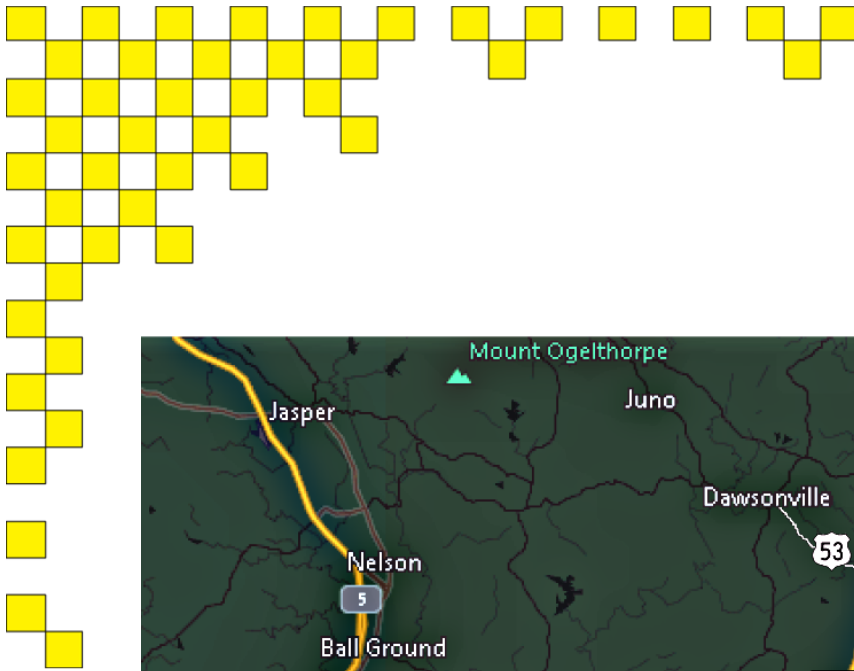 Mount Ogelthorpe
Juno
Jasper
Dawsonville
53
Nelson
5
Ball Ground